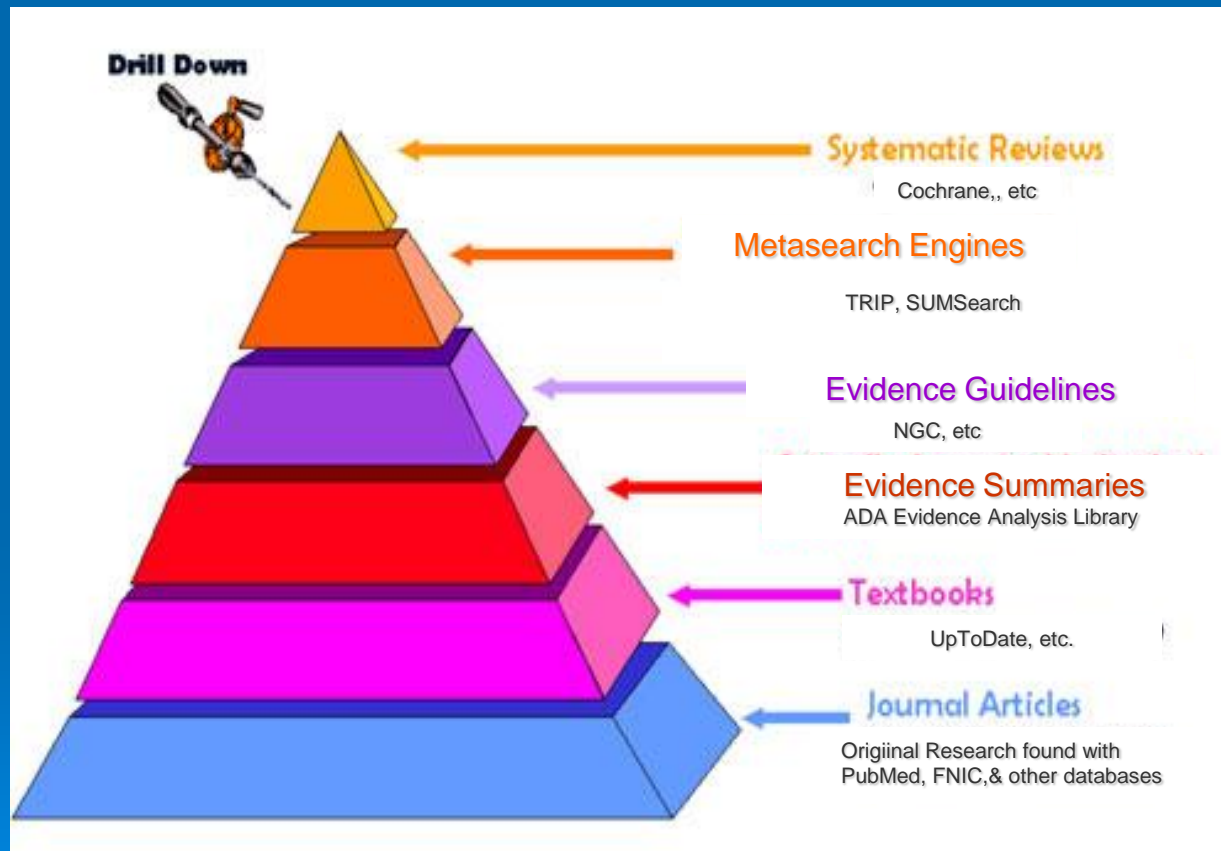 Drill Down
Systematic Reviews
Cochrane,, etc
Metasearch Engines
TRIP, SUMSearch
Evidence Guidelines
NGC, etc
Evidence Summaries
ADA Evidence Analysis Library
Textbooks
UpToDate, etc.
Journal Articles
Origiinal Research found with
PubMed, FNIC,& other databases